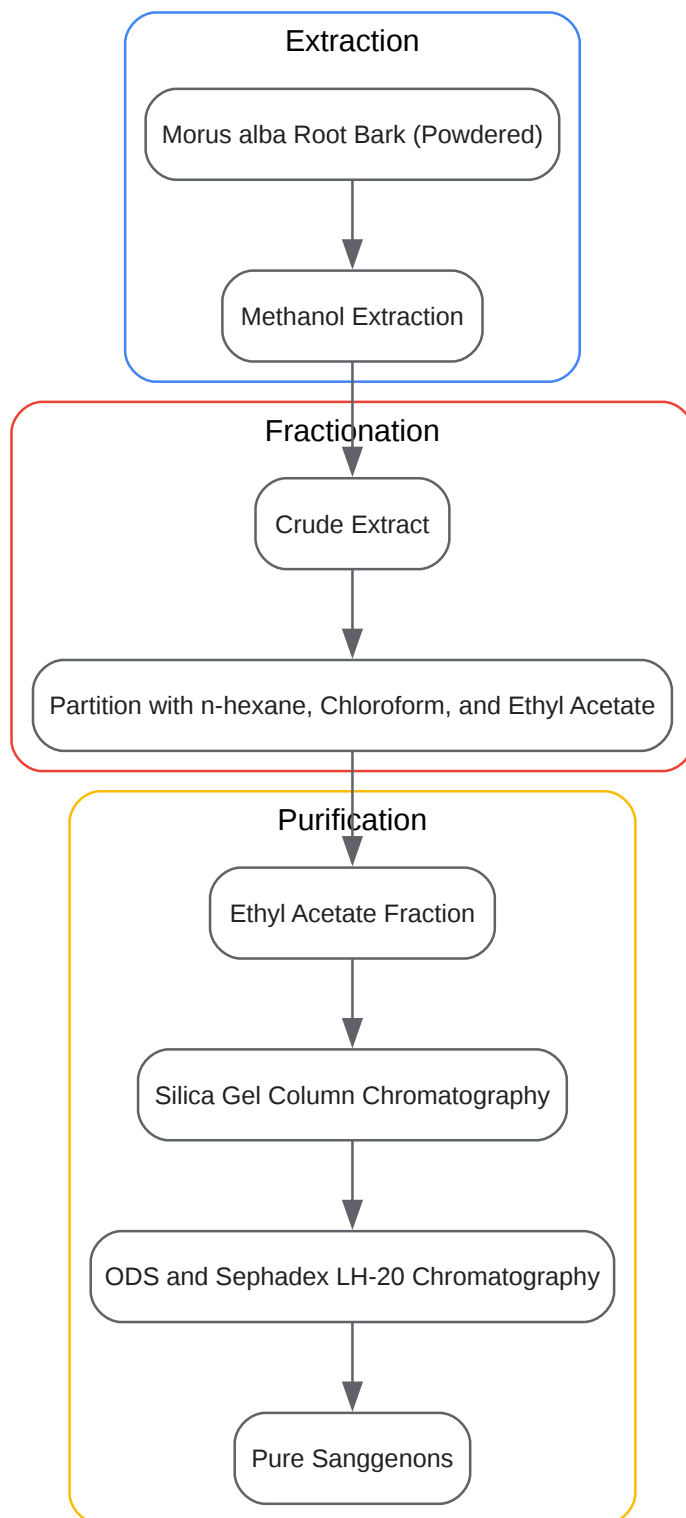 Extraction
Morus alba Root Bark (Powdered)
Methanol Extraction
Fractionation
Crude Extract
Partition with n-hexane, Chloroform, and Ethyl Acetate
Purification
Ethyl Acetate Fraction
Silica Gel Column Chromatography
ODS and Sephadex LH-20 Chromatography
Pure Sanggenons